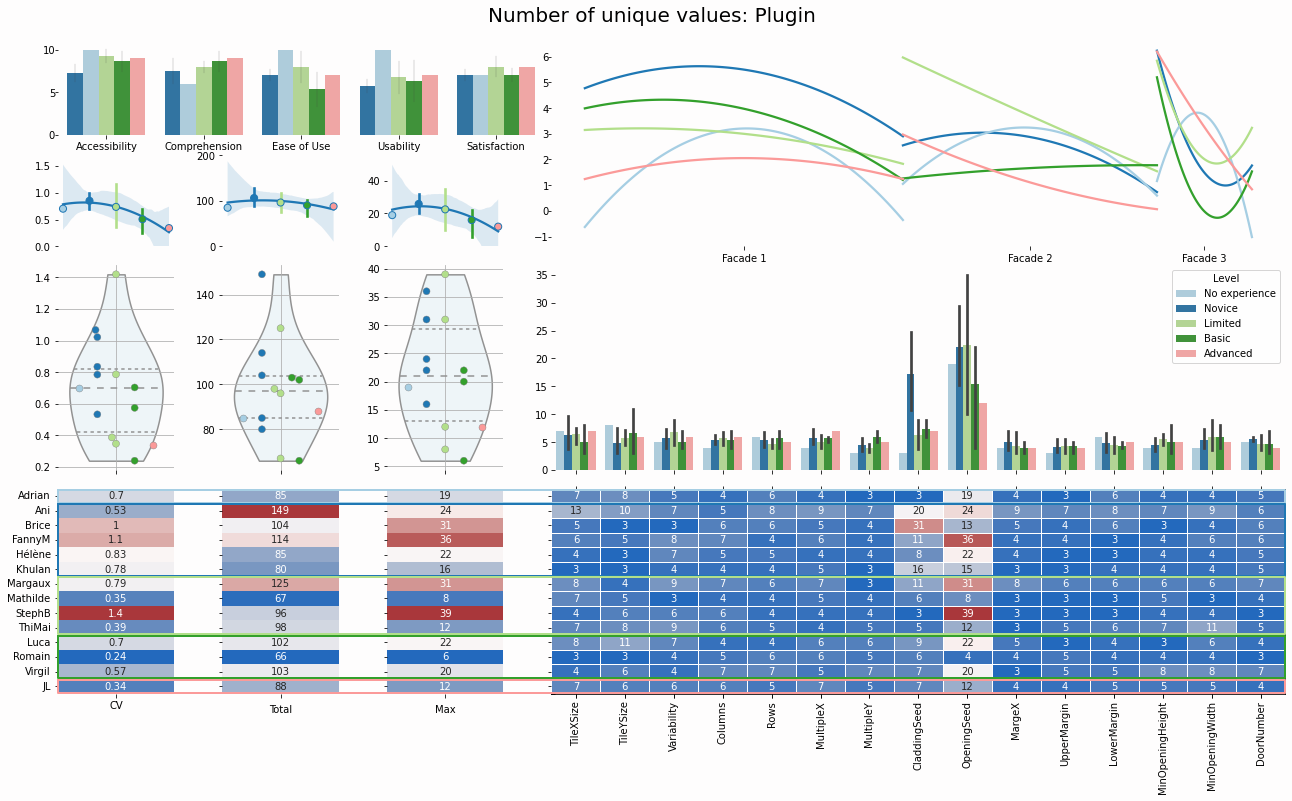 Number of unique values: Plugin
10
5
0
Accessibility
Comprehension
Ease of Use
Usability
Satisfaction
6
5
4
3
2
1
0
−1
Facade 1
Facade 2
Facade 3
1.5
1.0
0.5
0.0
200
100
0
40
20
0
1.4
1.2
1.0
0.8
0.6
0.4
0.2
140
120
100
80
40
35
30
25
20
15
10
5
35
30
25
20
15
10
5
0
Level
No experience
Novice
Limited
Basic
Advanced
Adrian 0.7 85 19 7 8 5 4 6 4 3 3 19 4 3 6 4 4 5
Ani 0.53 149 24 13 10 7 5 8 9 7 20 24 9 7 8 7 9 6
Brice 1 104 31 5 3 3 6 6 5 4 31 13 5 4 6 3 4 6
FannyM 1.1 114 36 6 5 8 7 4 6 4 11 36 4 4 3 4 6 6
Hélène 0.83 85 22 4 3 7 5 5 4 4 8 22 4 3 3 4 4 5
Khulan 0.78 80 16 3 3 4 4 4 4 4 16 15 3 3 4 4 4 5
Margaux 0.79 125 31 8 4 9 7 6 7 3 11 31 8 6 6 6 6 7
Mathilde 0.35 67 8 7 5 3 4 4 5 4 6 8 3 3 3 5 3 4
StephB 1.4 96 39 4 6 6 6 4 4 4 3 39 3 3 3 4 4 3
ThiMai 0.39 98 12 7 8 9 6 5 4 5 5 12 3 5 6 7 11 5
Luca 0.7 102 22 8 11 7 4 4 6 6 9 22 5 3 4 3 6 4
Romain 0.24 66 6 3 3 4 5 6 6 5 6 4 4 5 4 4 4 3
Virgil 0.57 103 20 4 6 4 7 7 5 7 7 20 3 5 5 8 8 7
JL 0.34 88 12 7 6 6 6 5 7 5 7 12 4 4 5 5 5 4
CV
Total
Max
TileXSize
TileYSize
Variability
Columns
Rows
MultipleX
MultipleY
CladdingSeed
OpeningSeed
MargeX
UpperMargin
LowerMargin
MinOpeningHeight
MinOpeningWidth
DoorNumber